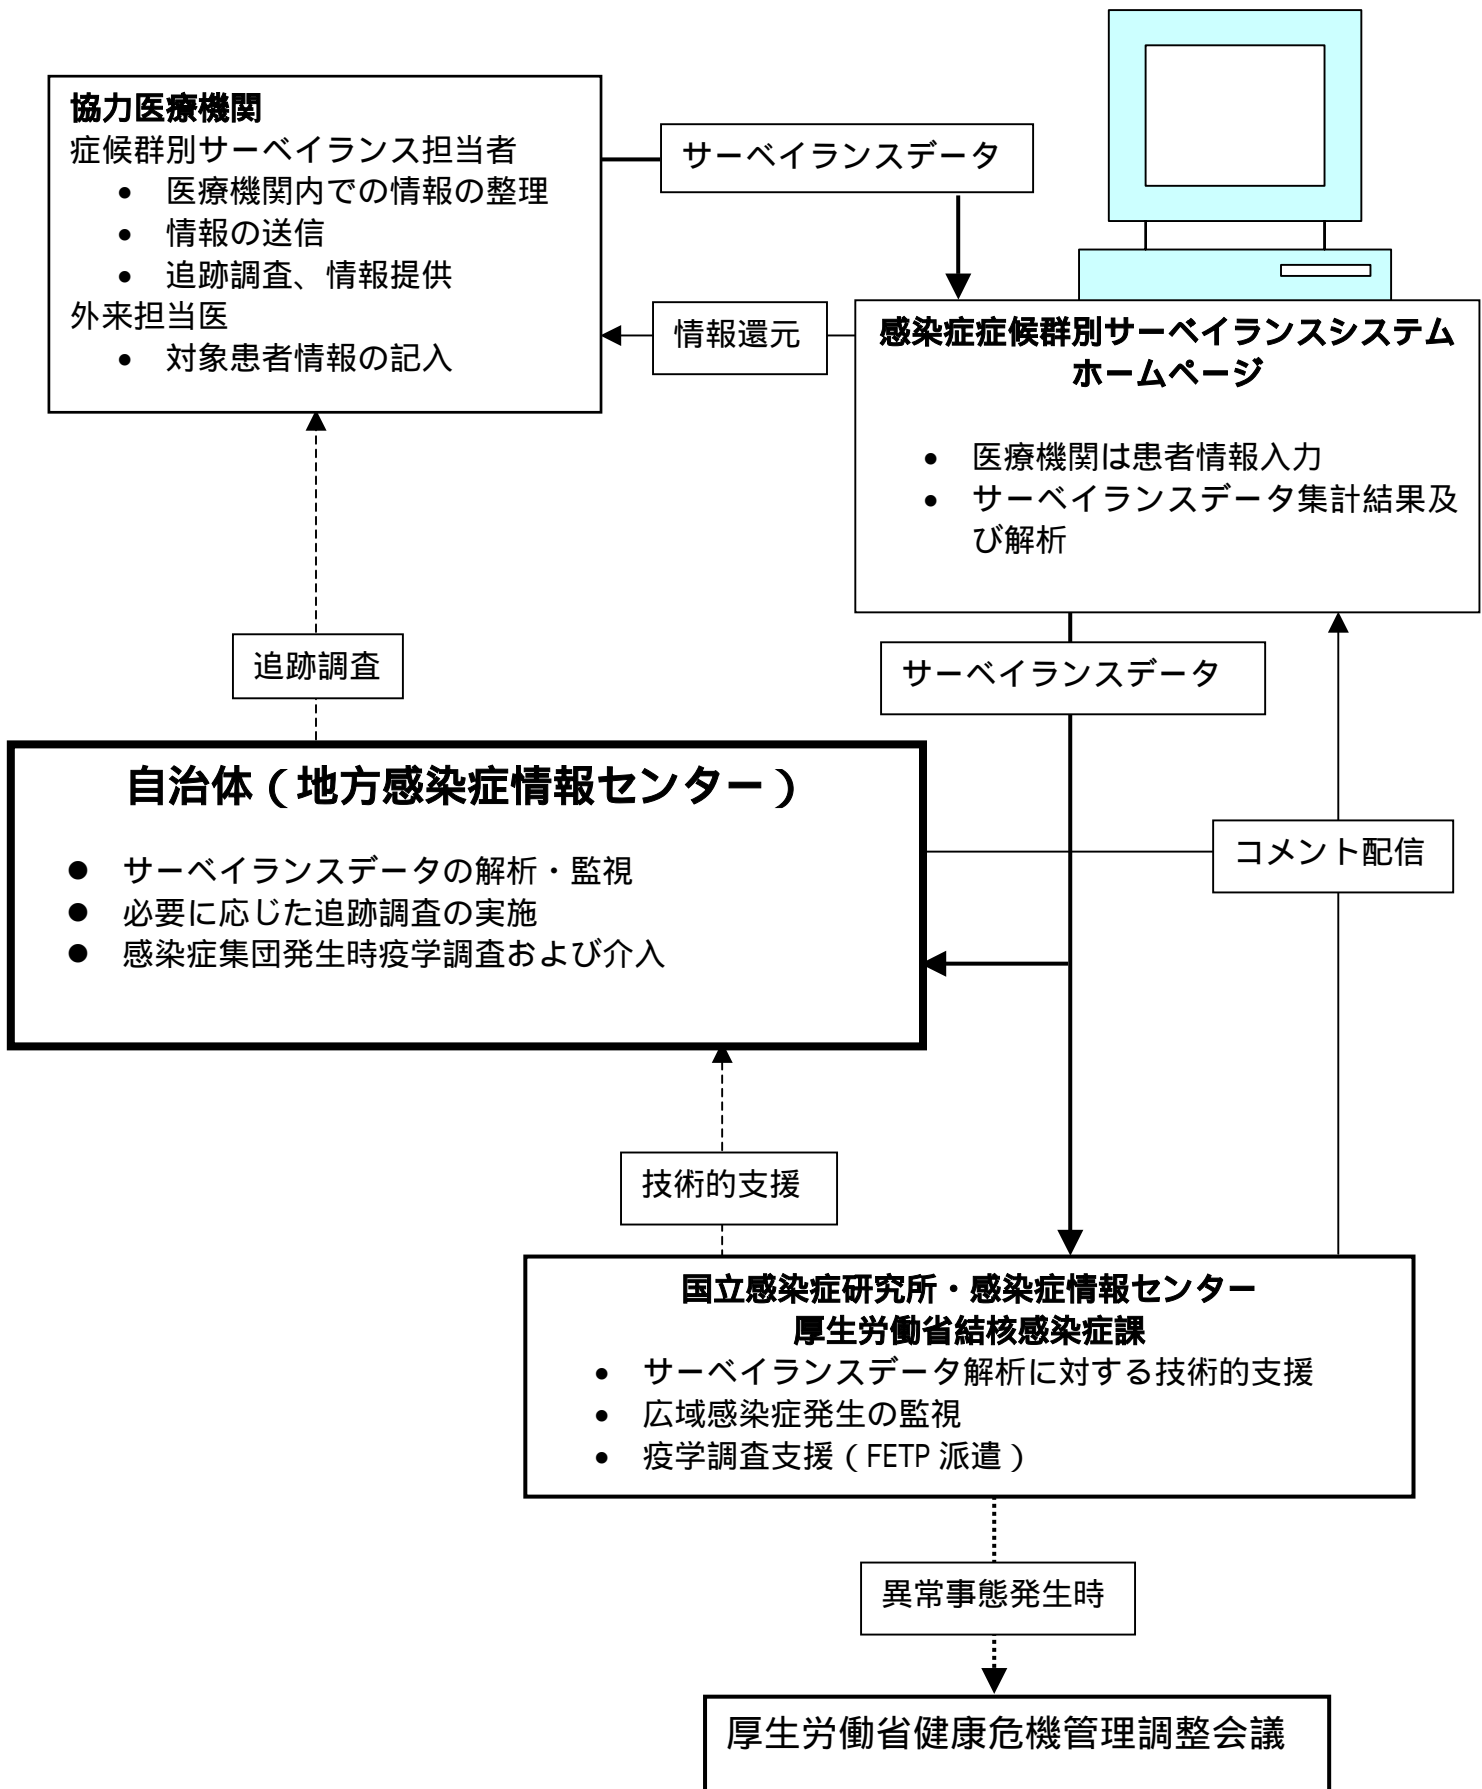 協力医療機関
症候群別サーベイランス担当者
• 医療機関内での情報の整理
• 情報の送信
• 追跡調査、情報提供
外来担当医
• 対象患者情報の記入
サーベイランスデータ
情報還元
感染症症候群別サーベイランスシステム
ホームページ
• 医療機関は患者情報入力
• サーベイランスデータ集計結果及
び解析
追跡調査
サーベイランスデータ
自治体（地方感染症情報センター）
● サーベイランスデータの解析・監視
● 必要に応じた追跡調査の実施
● 感染症集団発生時疫学調査および介入
コメント配信
技術的支援
国立感染症研究所・感染症情報センター
厚生労働省結核感染症課
• サーベイランスデータ解析に対する技術的支援
• 広域感染症発生の監視
• 疫学調査支援（FETP 派遣）
異常事態発生時
厚生労働省健康危機管理調整会議